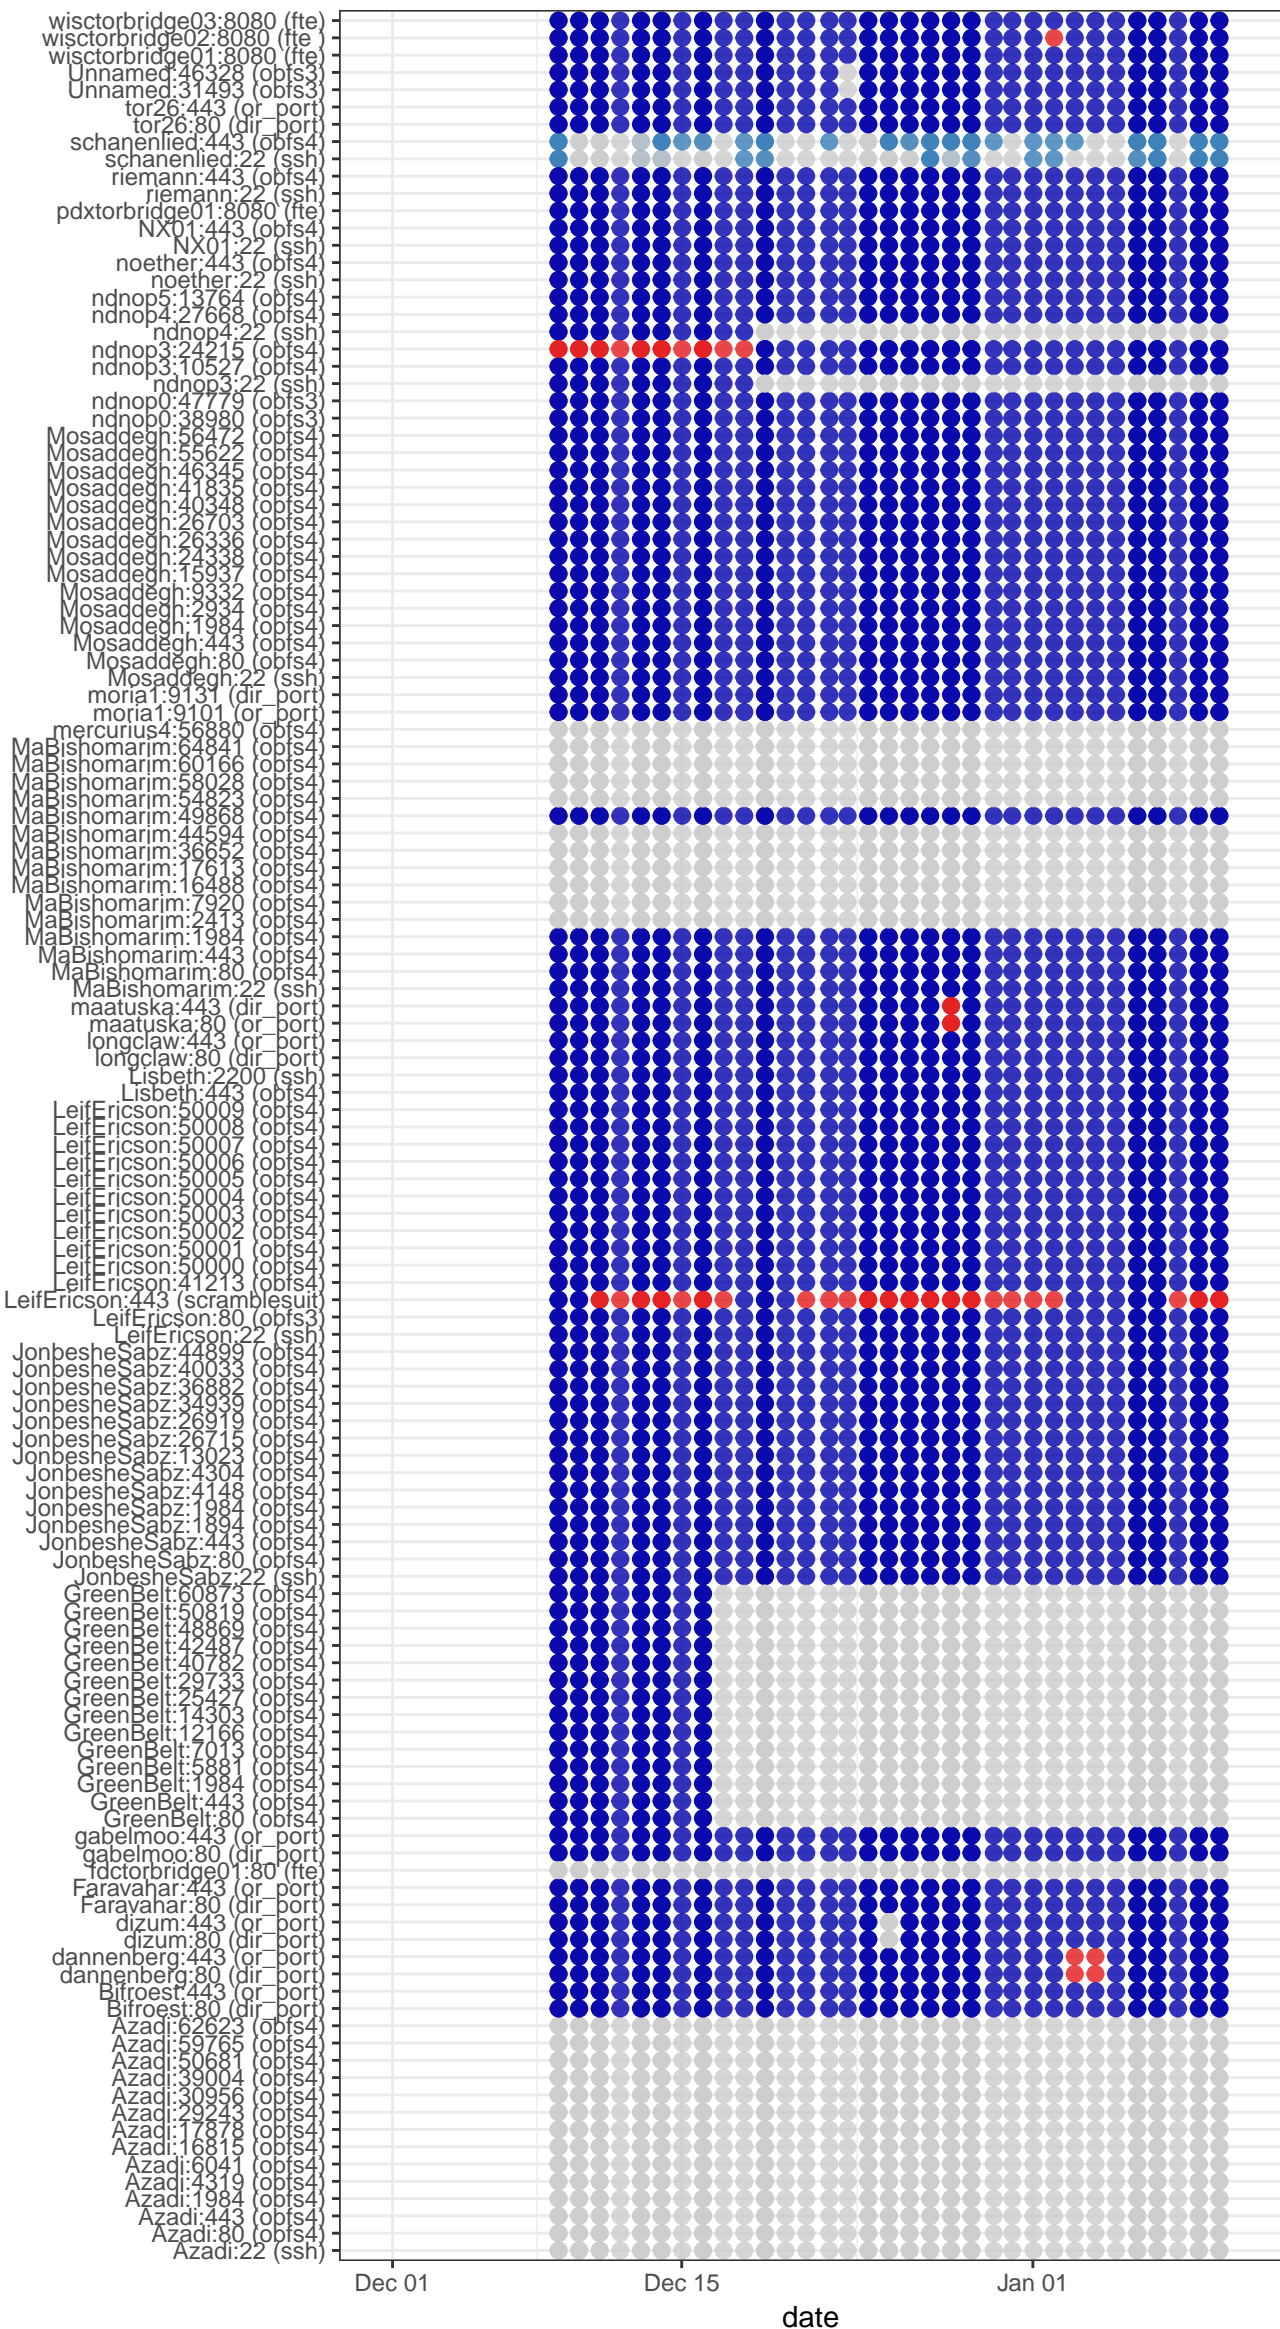 wisctorbridge03:8080 (fte)
wisctorbridge02:8080 (fte )
wisctorbridge01:8080 (fte)
Unnamed:46328 (obfs3)
Unnamed:31493 (obfs3)
tor26:443 (or_port)
tor26:80 (dir_port)
schanenlied:443 (obfs4)
schanenlied:22 (ssh)
riemann:443 (obfs4)
riemann:22 (ssh)
pdxtorbridge01:8080 (fte)
NX01:443 (obfs4)
NX01:22 (ssh)
noether:443 (obfs4)
noether:22 (ssh)
ndnop5:13764 (obfs4)
ndnop4:27668 (obfs4)
ndnop4:22 (ssh)
ndnop3:24215 (obfs4)
ndnop3:10527 (obfs4)
ndnop3:22 (ssh)
ndnop0:47779 (obfs3)
ndnop0:38980 (obfs3)
Mosaddegh:56472 (obfs4)
Mosaddegh:55622 (obfs4)
Mosaddegh:46345 (obfs4)
Mosaddegh:41835 (obfs4)
Mosaddegh:40348 (obfs4)
Mosaddegh:26703 (obfs4)
Mosaddegh:26336 (obfs4)
Mosaddegh:24338 (obfs4)
Mosaddegh:15937 (obfs4)
Mosaddegh:9332 (obfs4)
Mosaddegh:2934 (obfs4)
Mosaddegh:1984 (obfs4)
Mosaddegh:443 (obfs4)
Mosaddegh:80 (obfs4)
Mosaddegh:22 (ssh)
moria1:9131 (dir_port)
moria1:9101 (or_port)
mercurius4:56880 (obfs4)
MaBishomarim:64841 (obfs4)
MaBishomarim:60166 (obfs4)
MaBishomarim:58028 (obfs4)
MaBishomarim:54823 (obfs4)
MaBishomarim:49868 (obfs4)
MaBishomarim:44594 (obfs4)
MaBishomarim:36652 (obfs4)
MaBishomarim:17613 (obfs4)
MaBishomarim:16488 (obfs4)
MaBishomarim:7920 (obfs4)
MaBishomarim:2413 (obfs4)
MaBishomarim:1984 (obfs4)
MaBishomarim:443 (obfs4)
MaBishomarim:80 (obfs4)
MaBishomarim:22 (ssh)
maatuska:443 (dir_port)
maatuska:80 (or_port)
longclaw:443 (or_port)
longclaw:80 (dir_port)
Lisbeth:2200 (ssh)
Lisbeth:443 (obfs4)
LeifEricson:50009 (obfs4)
LeifEricson:50008 (obfs4)
LeifEricson:50007 (obfs4)
LeifEricson:50006 (obfs4)
LeifEricson:50005 (obfs4)
LeifEricson:50004 (obfs4)
LeifEricson:50003 (obfs4)
LeifEricson:50002 (obfs4)
LeifEricson:50001 (obfs4)
LeifEricson:50000 (obfs4)
LeifEricson:41213 (obfs4)
LeifEricson:443 (scramblesuit)
LeifEricson:80 (obfs3)
LeifEricson:22 (ssh)
JonbesheSabz:44899 (obfs4)
JonbesheSabz:40033 (obfs4)
JonbesheSabz:36882 (obfs4)
JonbesheSabz:34939 (obfs4)
JonbesheSabz:26919 (obfs4)
JonbesheSabz:26715 (obfs4)
JonbesheSabz:13023 (obfs4)
JonbesheSabz:4304 (obfs4)
JonbesheSabz:4148 (obfs4)
JonbesheSabz:1984 (obfs4)
JonbesheSabz:1894 (obfs4)
JonbesheSabz:443 (obfs4)
JonbesheSabz:80 (obfs4)
JonbesheSabz:22 (ssh)
GreenBelt:60873 (obfs4)
GreenBelt:50819 (obfs4)
GreenBelt:48869 (obfs4)
GreenBelt:42487 (obfs4)
GreenBelt:40782 (obfs4)
GreenBelt:29733 (obfs4)
GreenBelt:25427 (obfs4)
GreenBelt:14303 (obfs4)
GreenBelt:12166 (obfs4)
GreenBelt:7013 (obfs4)
GreenBelt:5881 (obfs4)
GreenBelt:1984 (obfs4)
GreenBelt:443 (obfs4)
GreenBelt:80 (obfs4)
gabelmoo:443 (or_port)
gabelmoo:80 (dir_port)
fdctorbridge01:80 (fte)
Faravahar:443 (or_port)
Faravahar:80 (dir_port)
dizum:443 (or_port)
dizum:80 (dir_port)
dannenberg:443 (or_port)
dannenberg:80 (dir_port)
Bifroest:443 (or_port)
Bifroest:80 (dir_port)
Azadi:62623 (obfs4)
Azadi:59765 (obfs4)
Azadi:50681 (obfs4)
Azadi:39004 (obfs4)
Azadi:30956 (obfs4)
Azadi:29243 (obfs4)
Azadi:17878 (obfs4)
Azadi:16815 (obfs4)
Azadi:6041 (obfs4)
Azadi:4319 (obfs4)
Azadi:1984 (obfs4)
Azadi:443 (obfs4)
Azadi:80 (obfs4)
Azadi:22 (ssh)
Dec 01 Dec 15 Jan 01
date